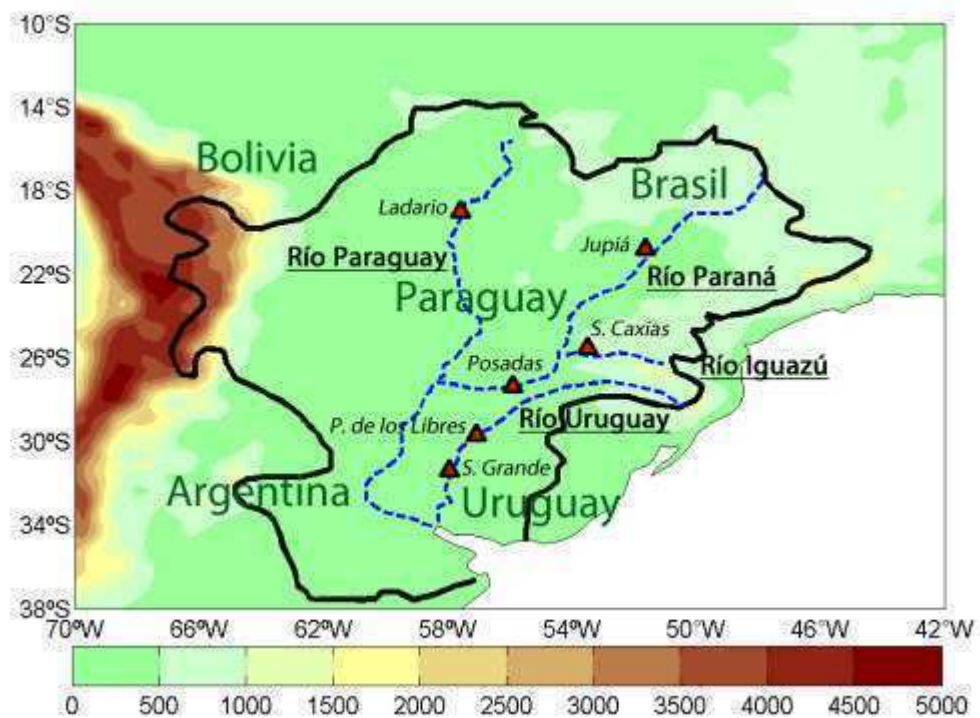 10°S
14°S
18°S
22°S
26°S
30°S
34°S
38°S
70°W 66°W 62°W 58°W 54°W 50°W 46°W 42°W
Bolivia
Brasil
Ladario
Jupiá
Río Paraguay
Río Paraná
Paraguay
S. Caxias
Posadas
Río Iguazú
P. de los Libres
Río Uruguay
S. Grande
Argentina
Uruguay
0 500 1000 1500 2000 2500 3000 3500 4000 4500 5000